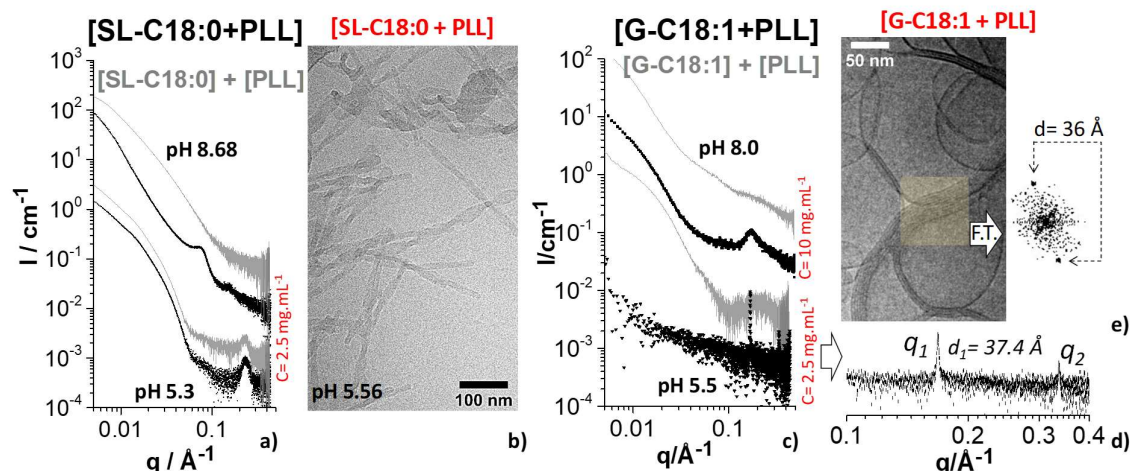 [SL-C18:0+PLL]
[SL-C18:0] + [PLL]
10³
10²
10¹
10⁰
10⁻¹
10⁻²
10⁻³
10⁻⁴
I / cm⁻¹
pH 8.68
pH 5.3
C= 2.5 mg.mL⁻¹
0.01
0.1
q / Å⁻¹
a)
[SL-C18:0 + PLL]
pH 5.56
100 nm
b)
[G-C18:1+PLL]
[G-C18:1] + [PLL]
10²
10¹
10⁰
10⁻¹
10⁻²
10⁻³
10⁻⁴
I/cm⁻¹
pH 8.0
pH 5.5
C= 10 mg.mL⁻¹
C= 2.5 mg.mL⁻¹
0.01
0.1
q/Å⁻¹
c)
[G-C18:1 + PLL]
50 nm
d= 36 Å
F.T.
e)
q₁
d₁= 37.4 Å
q₂
0.1
0.2
0.3
0.4
q/Å⁻¹
d)